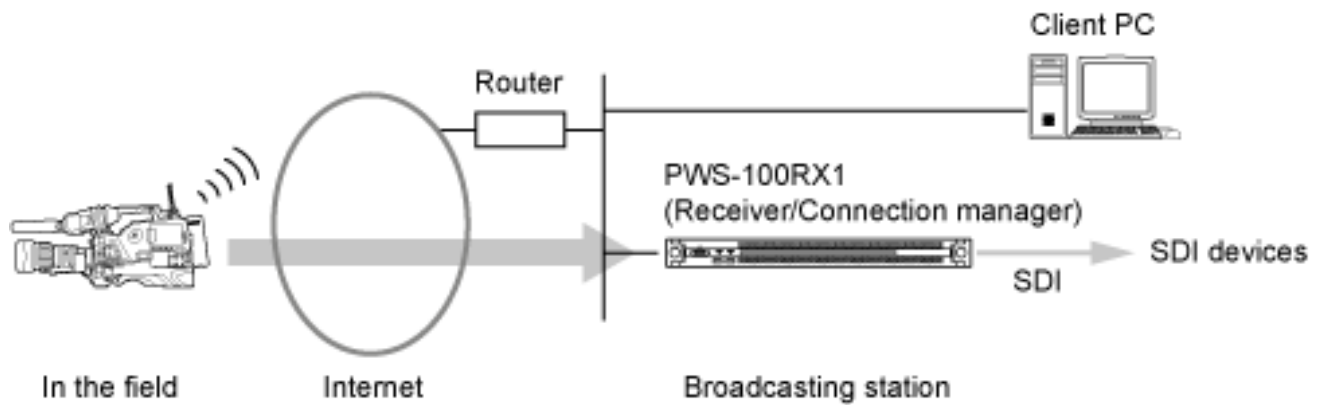 Client PC
Router
PWS-100RX1
(Receiver/Connection manager)
SDI devices
SDI
In the field
Internet
Broadcasting station